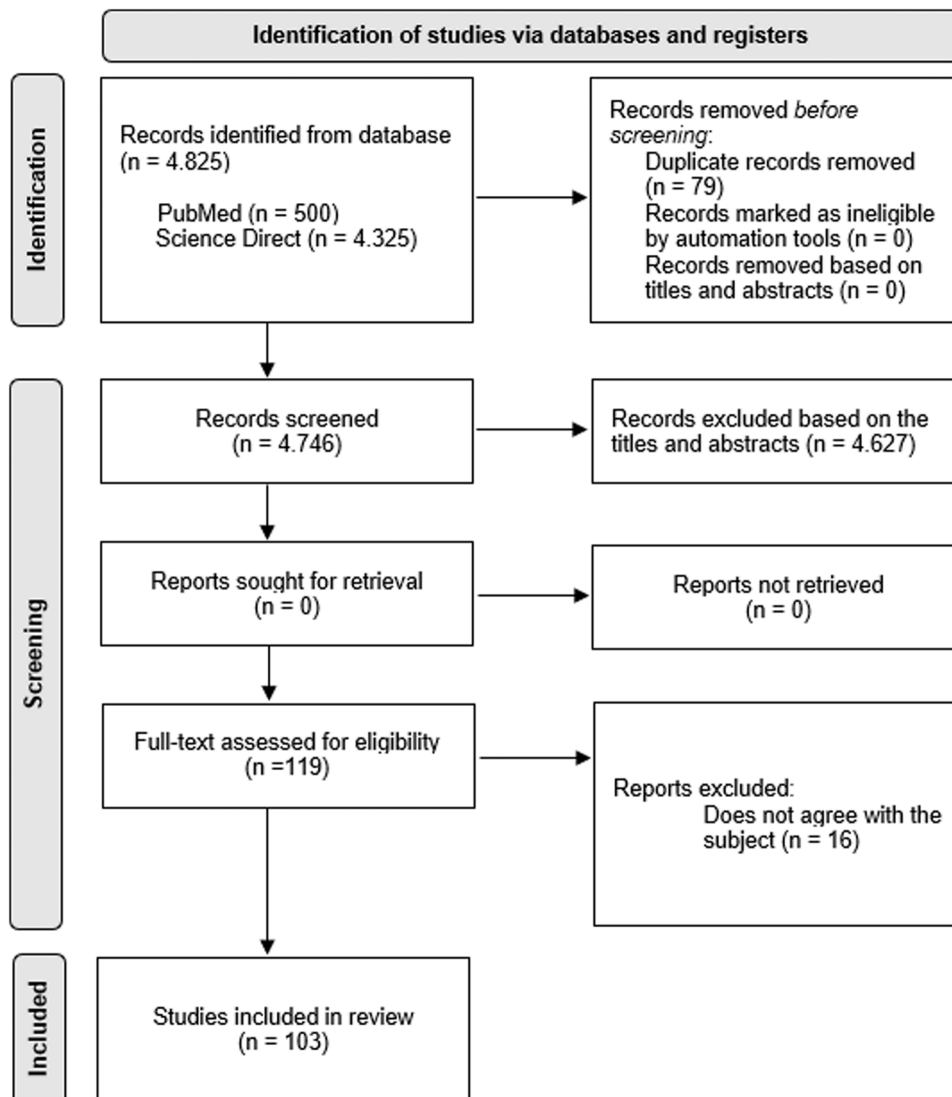 Identification of studies via databases and registers
Identification
Records identified from database
(n = 4.825)
PubMed (n = 500)
Science Direct (n = 4.325)
Records removed before
screening:
Duplicate records removed
(n = 79)
Records marked as ineligible
by automation tools (n = 0)
Records removed based on
titles and abstracts (n = 0)
Screening
Records screened
(n = 4.746)
Records excluded based on the
titles and abstracts (n = 4.627)
Reports sought for retrieval
(n = 0)
Reports not retrieved
(n = 0)
Full-text assessed for eligibility
(n =119)
Reports excluded:
Does not agree with the
subject (n = 16)
Included
Studies included in review
(n = 103)